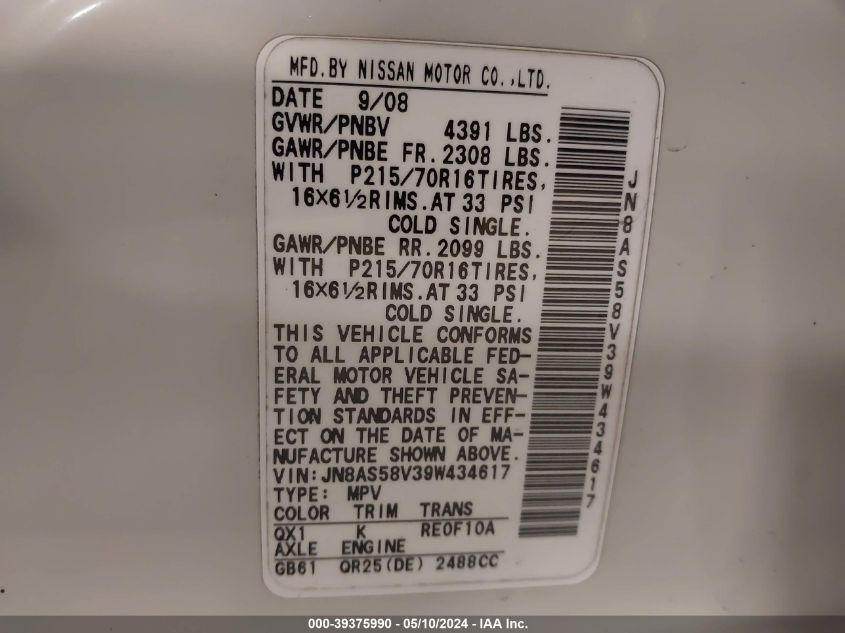 MFD.BY NISSAN MOTOR CO.,LTD.
DATE 9/08
GVWR/PNBV 4391 LBS.
GAWR/PNBE FR. 2308 LBS.
WITH P215/70R16TIRES,
16X6½RIMS.AT 33 PSI
COLD SINGLE.
GAWR/PNBE RR. 2099 LBS.
WITH P215/70R16TIRES,
16X6½RIMS.AT 33 PSI
COLD SINGLE.
THIS VEHICLE CONFORMS
TO ALL APPLICABLE FED-
ERAL MOTOR VEHICLE SA-
FETY AND THEFT PREVEN-
TION STANDARDS IN EFF-
ECT ON THE DATE OF MA-
NUFACTURE SHOWN ABOVE.
VIN:JN8AS58V39W434617
TYPE: MPV
COLOR TRIM TRANS
QX1 K RE0F10A
AXLE ENGINE
GB61 QR25(DE) 2488CC
JN8AS58V39W434617
000-39375990 - 05/10/2024 - IAA Inc.